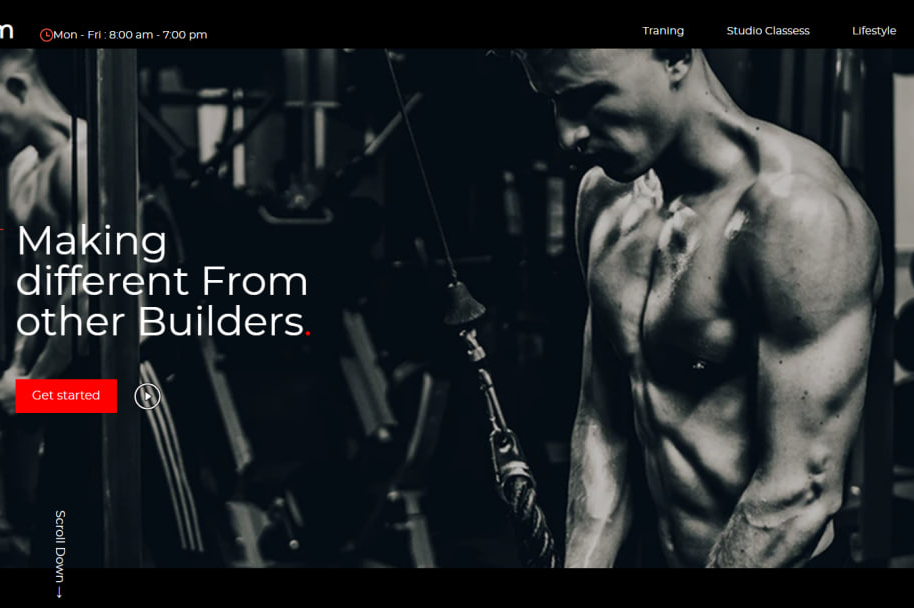 m
Mon - Fri : 8:00 am - 7:00 pm
Traning
Studio Classess
Lifestyle
Making
different From
other Builders.
Get started
Scroll Down →